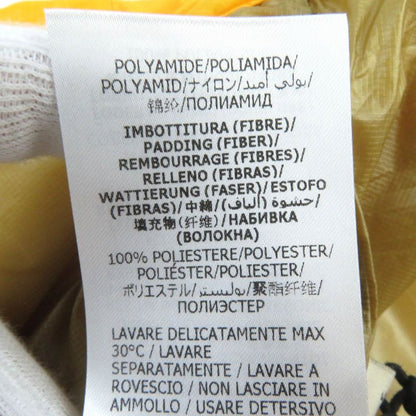 POLYAMIDE/POLIAMIDA/
POLYAMID/ナイロン/بولي أميد/
锦纶/ПОЛИАМИД
IMBOTTITURA (FIBRE)/
PADDING (FIBER)/
REMBOURRAGE (FIBRES)/
RELLENO (FIBRAS)/
WATTIERUNG (FASER)/ESTOFO
(FIBRAS)/中綿/حشوة (ألياف)/
填充物(纤维)/НАБИВКА
(ВОЛОКНА)
100% POLIESTERE/POLYESTER/
POLIÉSTER/POLIESTER/
ポリエステル/بوليستر/聚酯纤维/
ПОЛИЭСТЕР
LAVARE DELICATAMENTE MAX
30°C / LAVARE
SEPARATAMENTE / LAVARE A
ROVESCIO / NON LASCIARE IN
AMMOLLO / USARE DETERSIVO